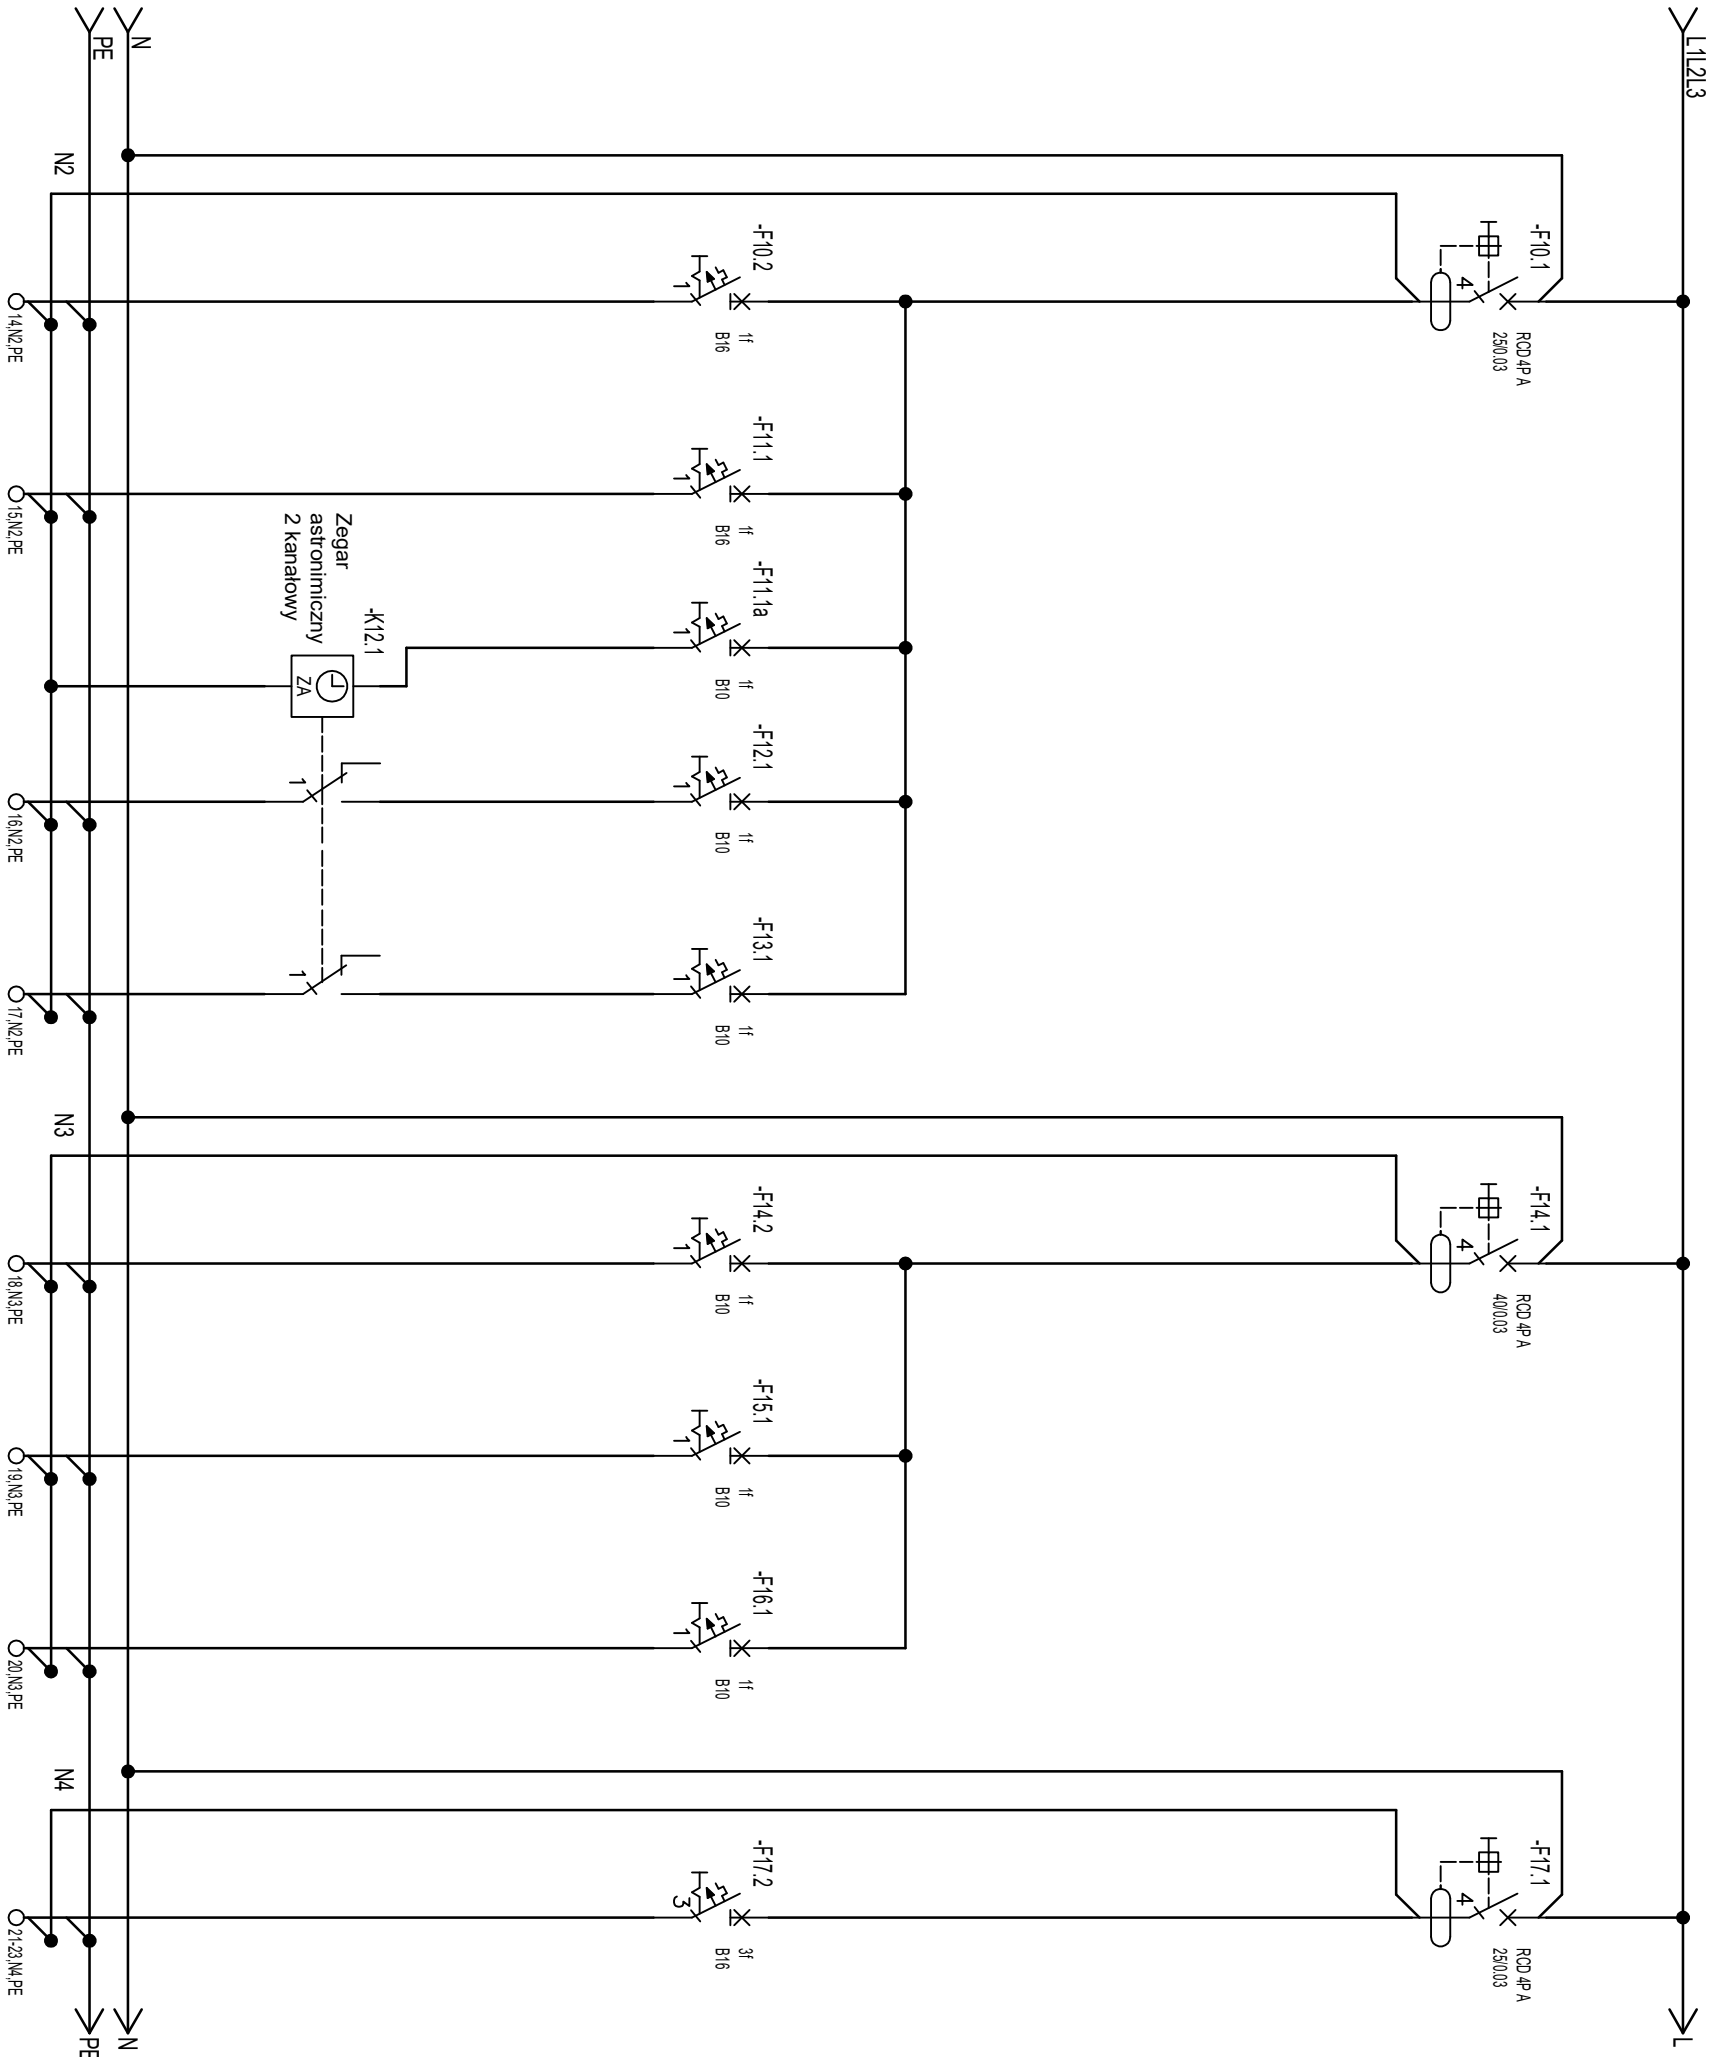 L1L2L3
N
PE
N2
-F10.1
RCD 4P A
25/0.03
-F10.2
1f
B16
4
1
14,N2,PE
-F11.1
1f
B16
1
15,N2,PE
-F11.1a
1f
B10
1
-K12.1
Zegar
astronimiczny
2 kanałowy
ZA
-F12.1
1f
B10
1
1
16,N2,PE
-F13.1
1f
B10
1
1
17,N2,PE
N3
-F14.1
RCD 4P A
40/0.03
4
-F14.2
1f
B10
1
18,N3,PE
-F15.1
1f
B10
1
19,N3,PE
-F16.1
1f
B10
1
20,N3,PE
N4
-F17.1
RCD 4P A
25/0.03
4
-F17.2
3f
B16
3
21-23,N4,PE
L
N
PE